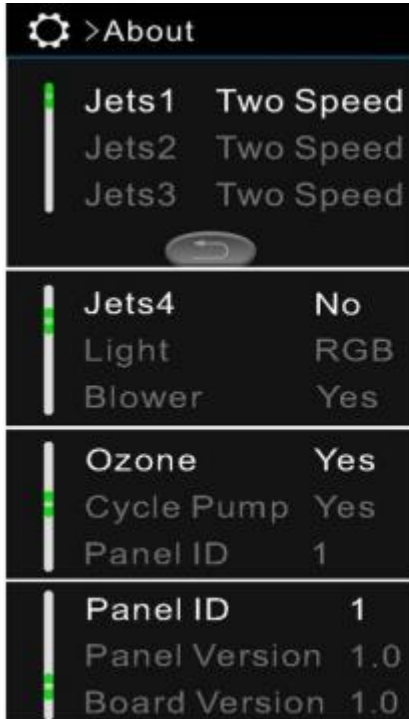 >About
Jets1 Two Speed
Jets2 Two Speed
Jets3 Two Speed
Jets4 No
Light RGB
Blower Yes
Ozone Yes
Cycle Pump Yes
Panel ID 1
Panel ID 1
Panel Version 1.0
Board Version 1.0